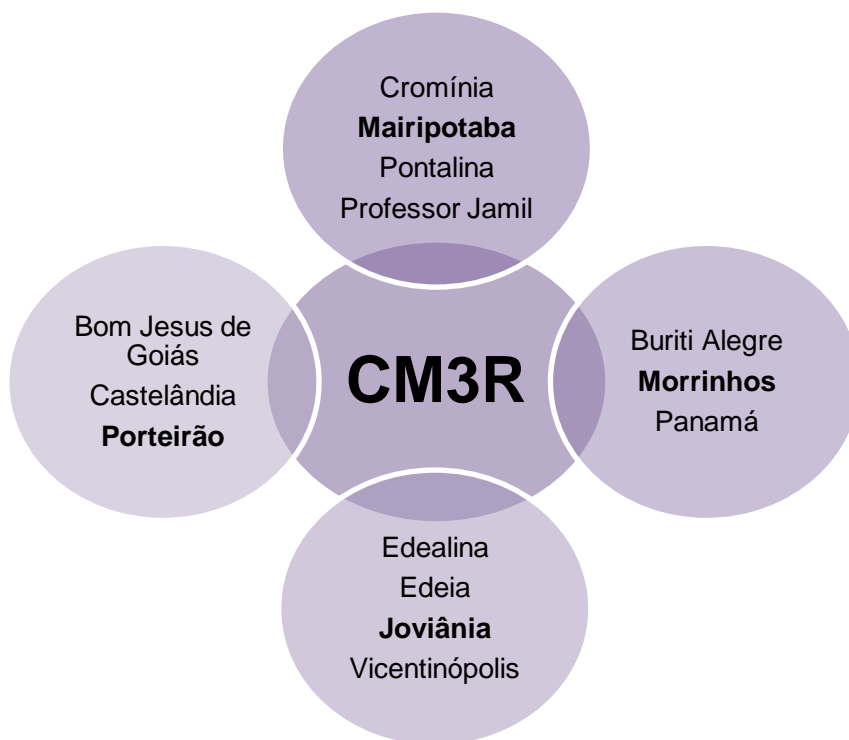 Cromínia
Mairipotaba
Pontalina
Professor Jamil
Bom Jesus de
Goiás
Castelândia
Porteirão
CM3R
Buriti Alegre
Morrinhos
Panamá
Edealina
Edeia
Joviânia
Vicentinópolis